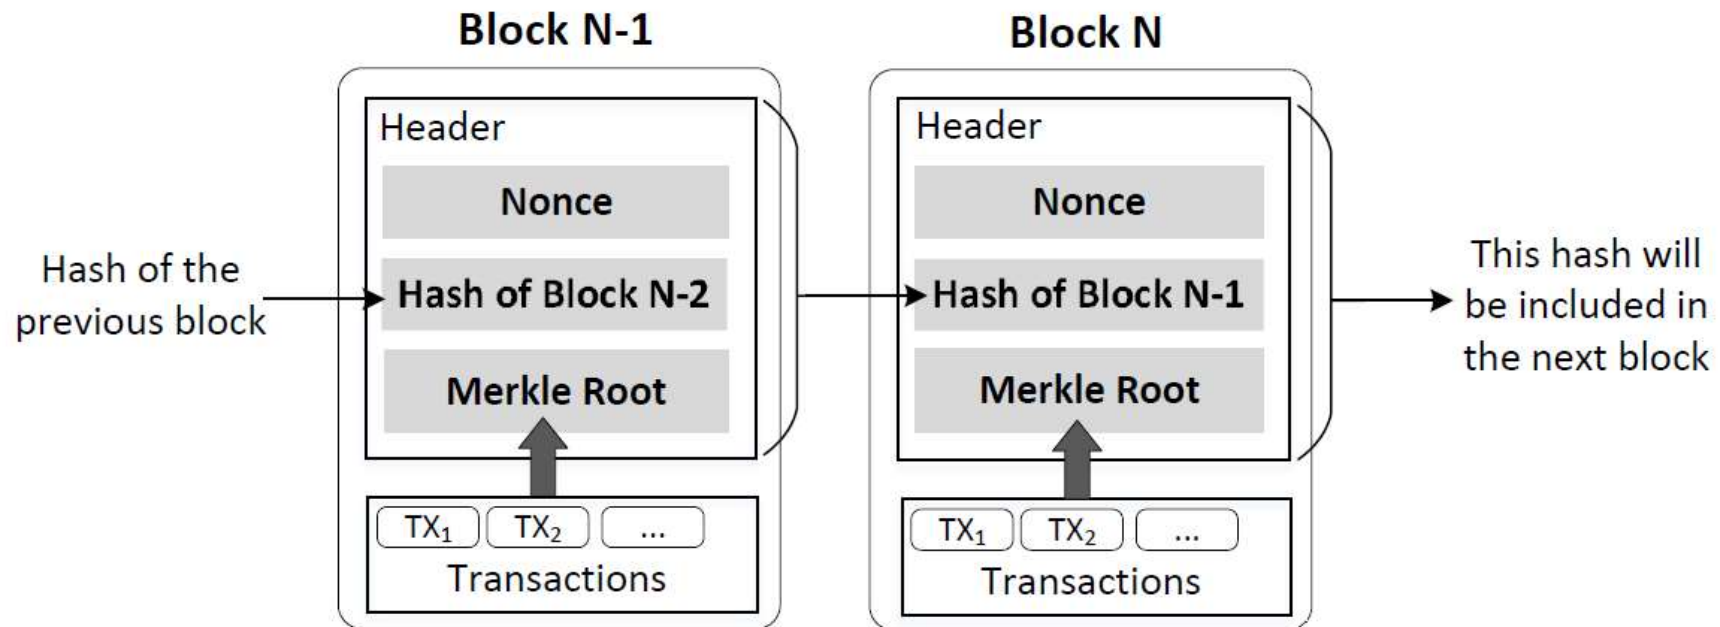 Block N-1
Block N
Header
Nonce
Hash of Block N-2
Merkle Root
TX₁ TX₂ ...
Transactions
Header
Nonce
Hash of Block N-1
Merkle Root
TX₁ TX₂ ...
Transactions
Hash of the
previous block
This hash will
be included in
the next block